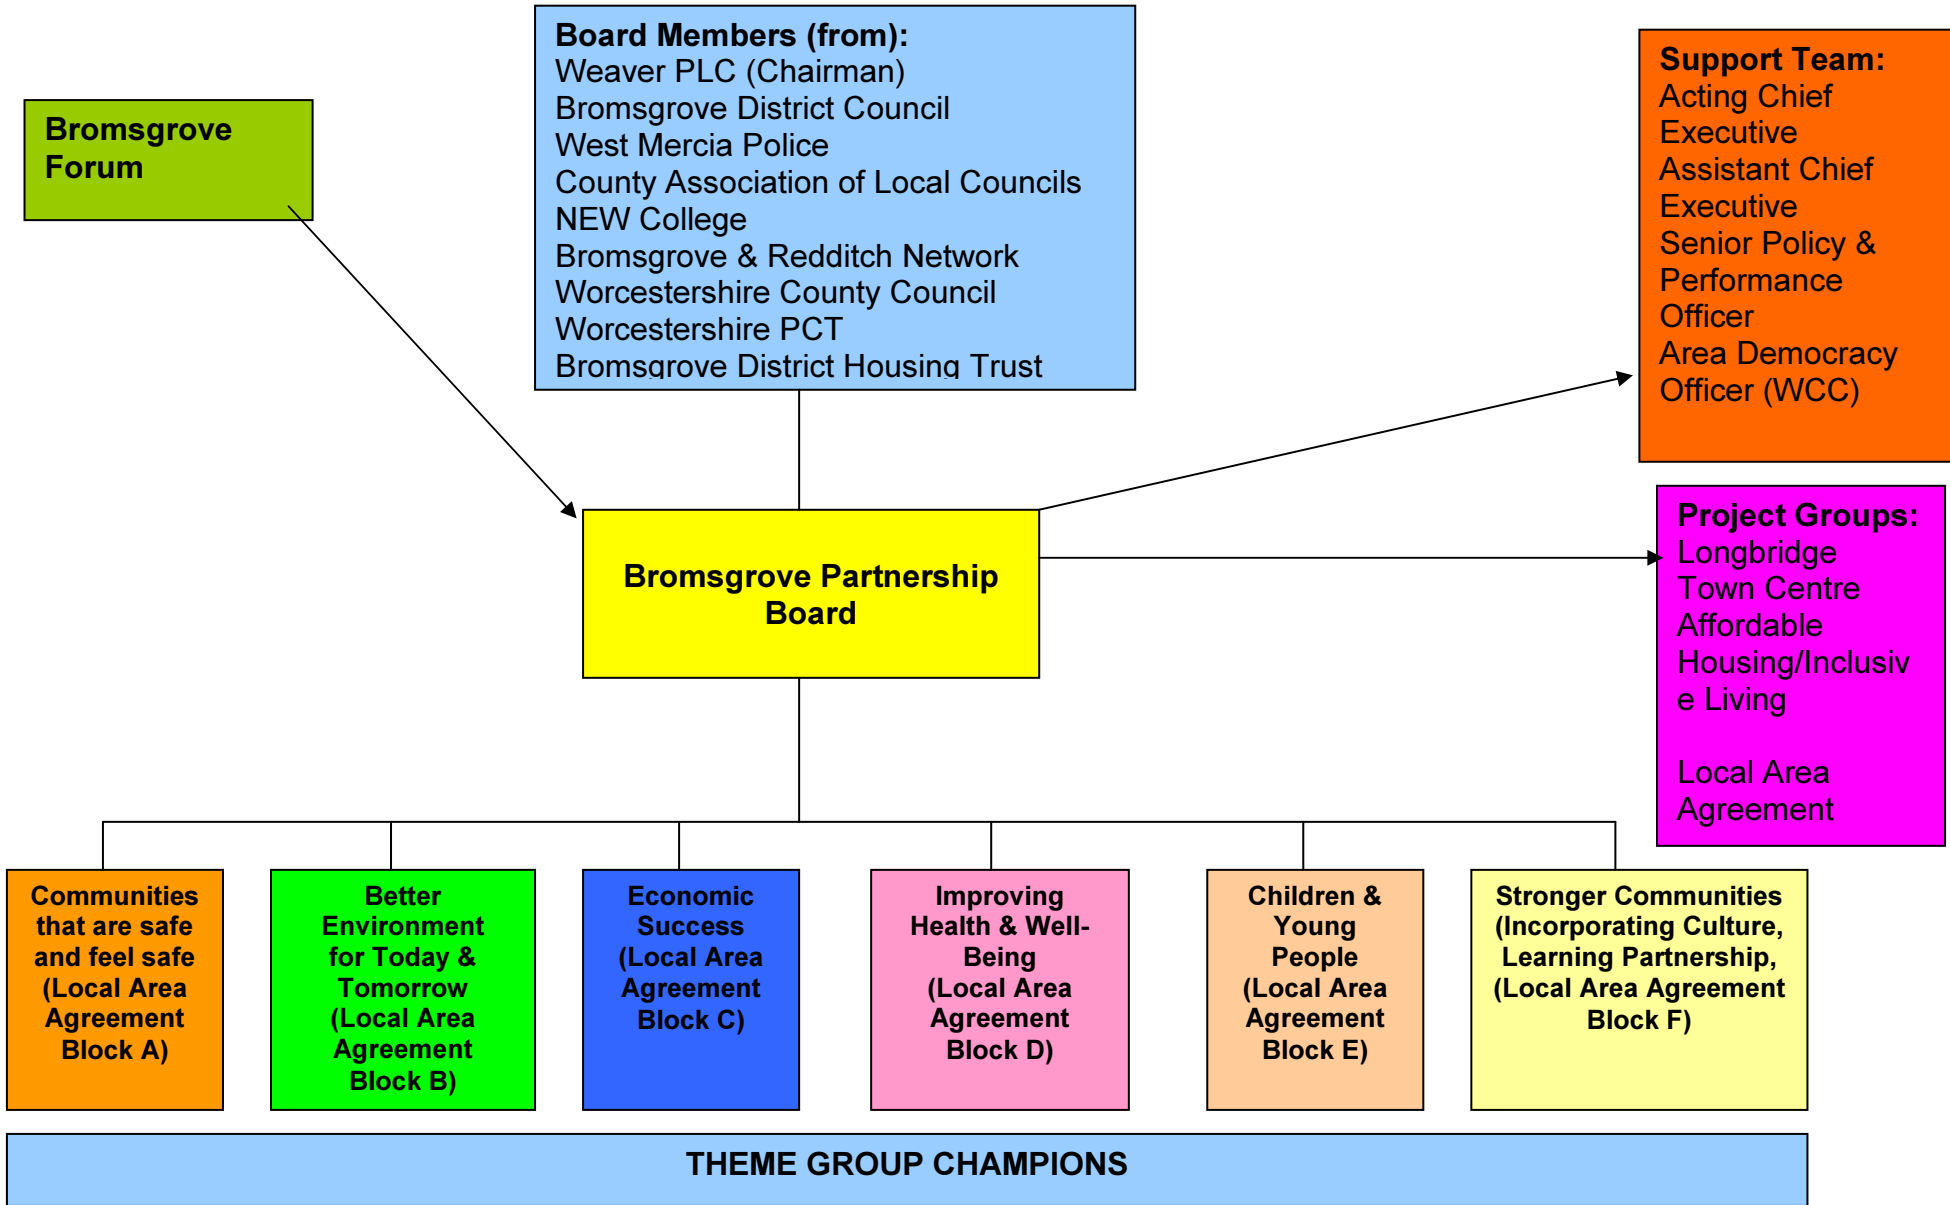 Board Members (from):
Weaver PLC (Chairman)
Bromsgrove District Council
West Mercia Police
County Association of Local Councils
NEW College
Bromsgrove & Redditch Network
Worcestershire County Council
Worcestershire PCT
Bromsgrove District Housing Trust
Bromsgrove
Forum
Support Team:
Acting Chief
Executive
Assistant Chief
Executive
Senior Policy &
Performance
Officer
Area Democracy
Officer (WCC)
Bromsgrove Partnership
Board
Project Groups:
Longbridge
Town Centre
Affordable
Housing/Inclusiv
e Living
Local Area
Agreement
Communities
that are safe
and feel safe
(Local Area
Agreement
Block A)
Better
Environment
for Today &
Tomorrow
(Local Area
Agreement
Block B)
Economic
Success
(Local Area
Agreement
Block C)
Improving
Health & Well-
Being
(Local Area
Agreement
Block D)
Children &
Young
People
(Local Area
Agreement
Block E)
Stronger Communities
(Incorporating Culture,
Learning Partnership,
(Local Area Agreement
Block F)
THEME GROUP CHAMPIONS